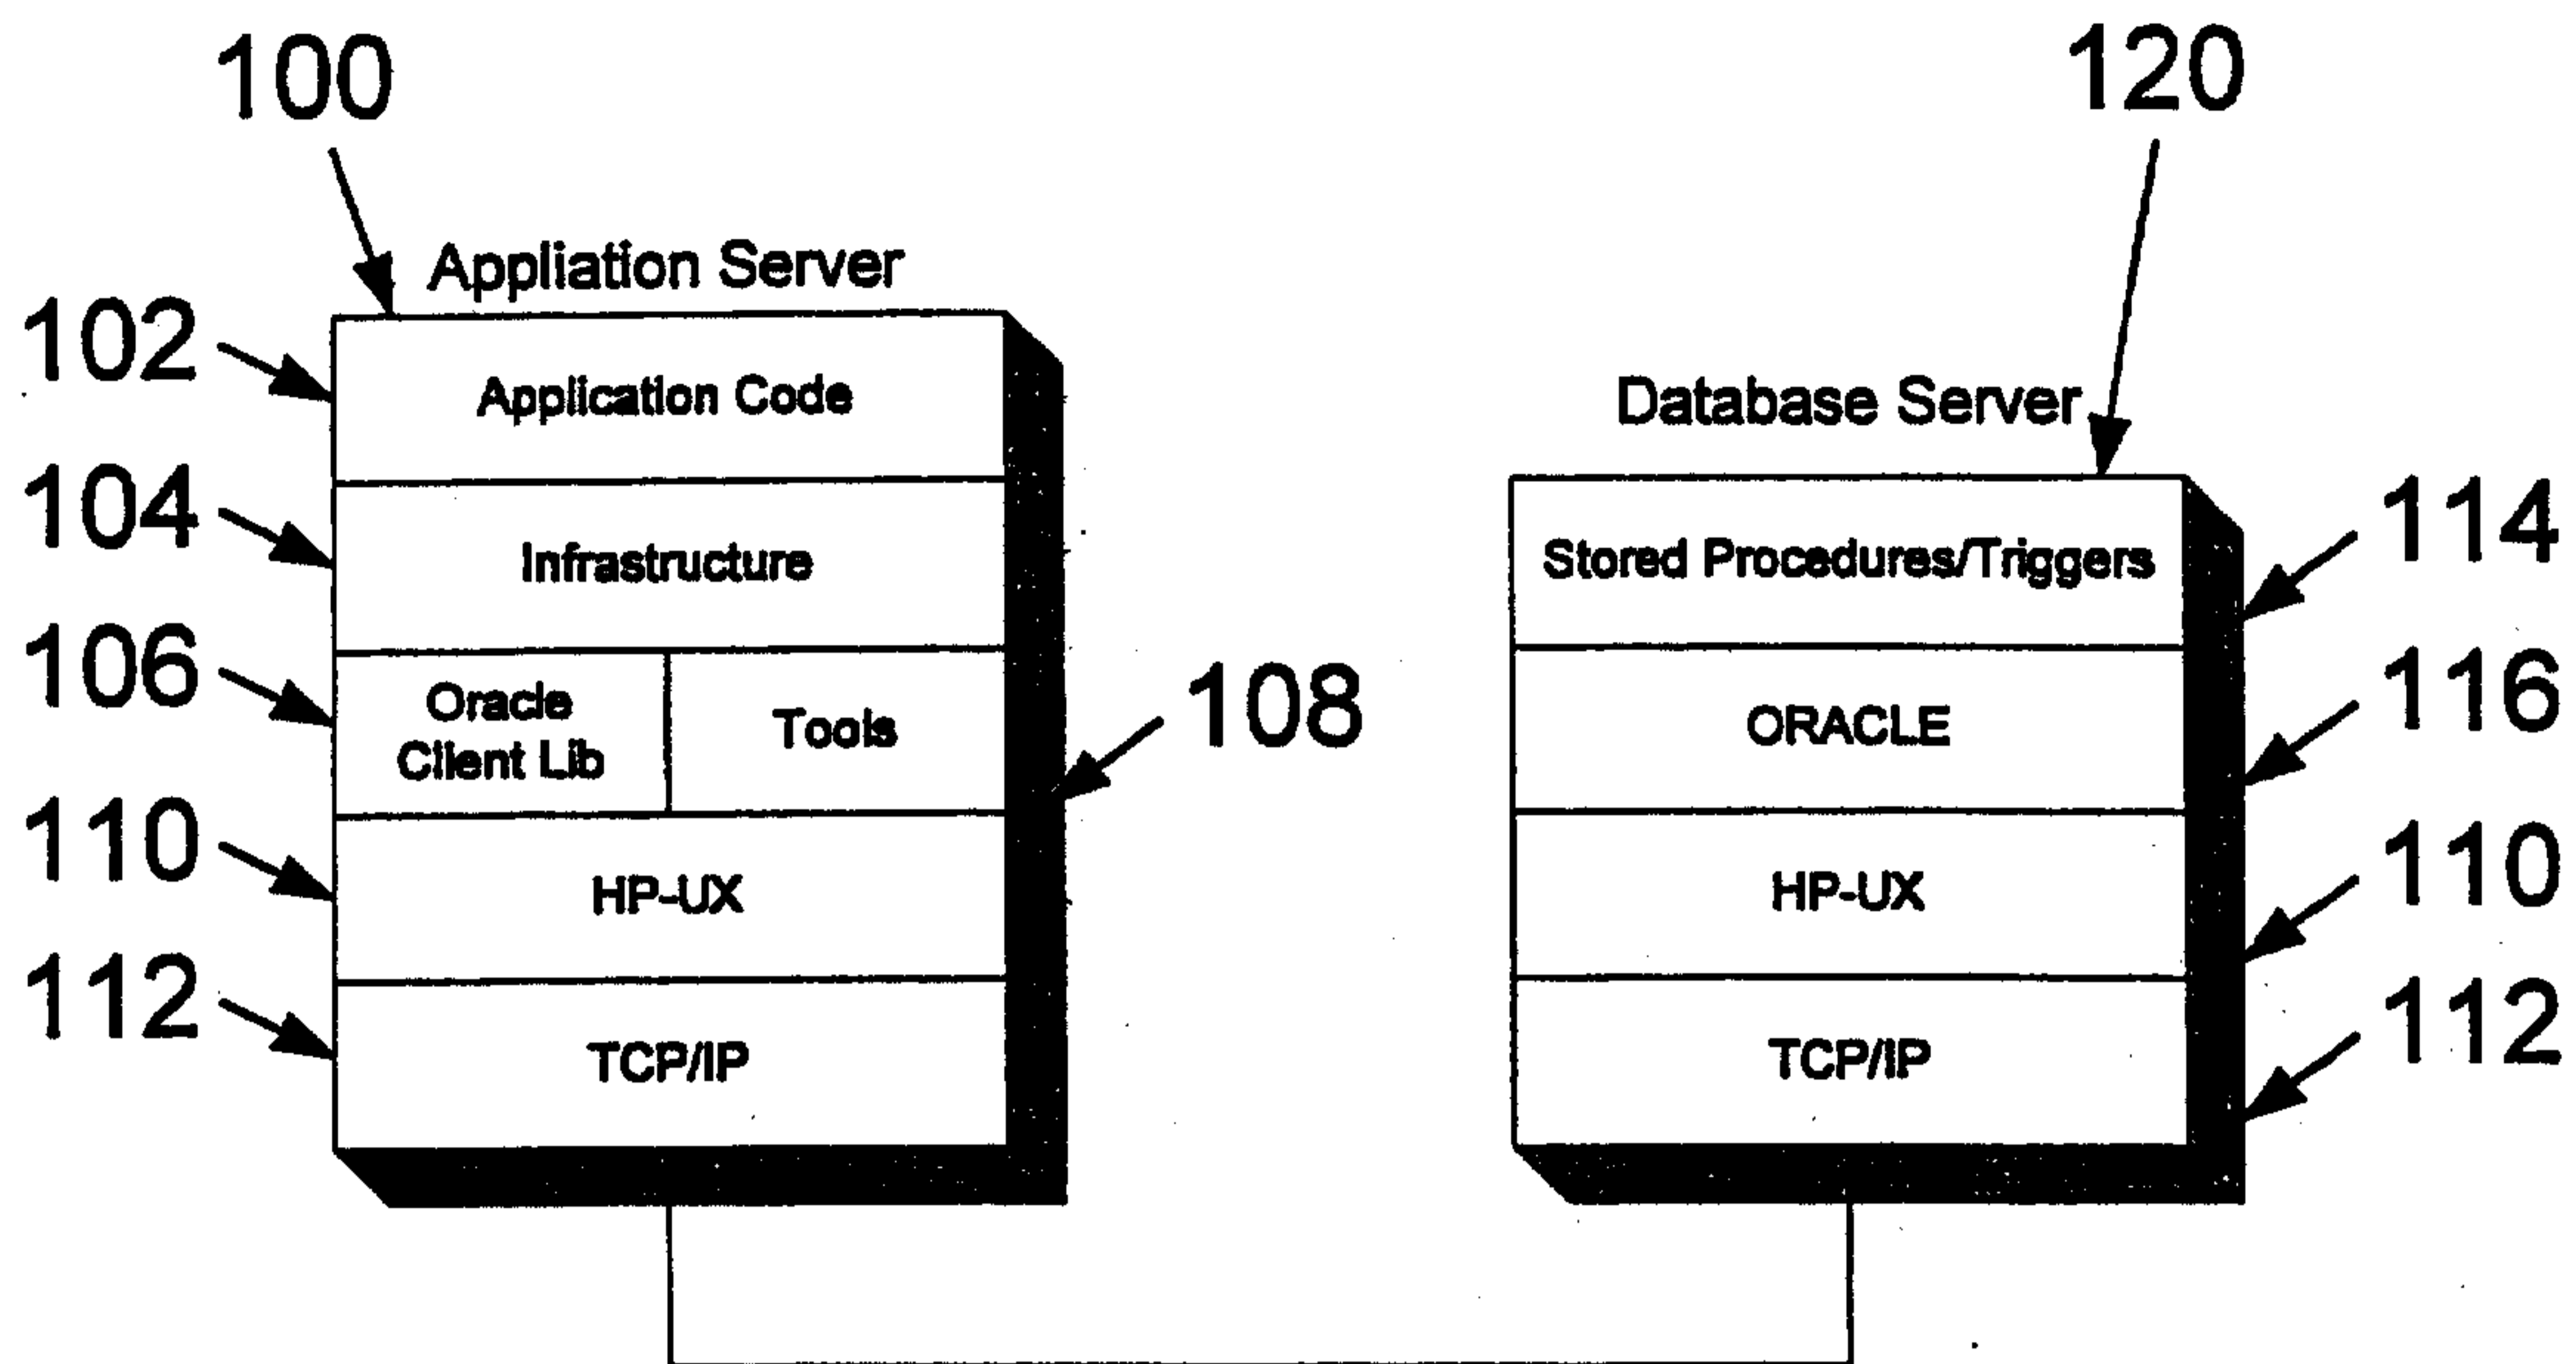 100
120
Appliation Server
102
Application Code
Database Server
104
Infrastructure
Stored Procedures/Triggers
114
106
Oracle
Client Lib
Tools
108
ORACLE
116
110
HP-UX
HP-UX
110
112
TCP/IP
TCP/IP
112